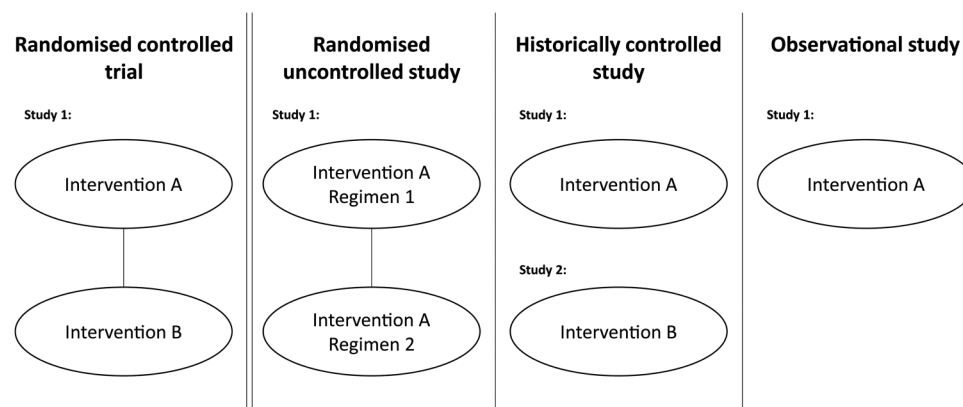 Randomised controlled
trial
Study 1:
Intervention A
Intervention B
Randomised
uncontrolled study
Study 1:
Intervention A
Regimen 1
Intervention A
Regimen 2
Historically controlled
study
Study 1:
Intervention A
Study 2:
Intervention B
Observational study
Study 1:
Intervention A